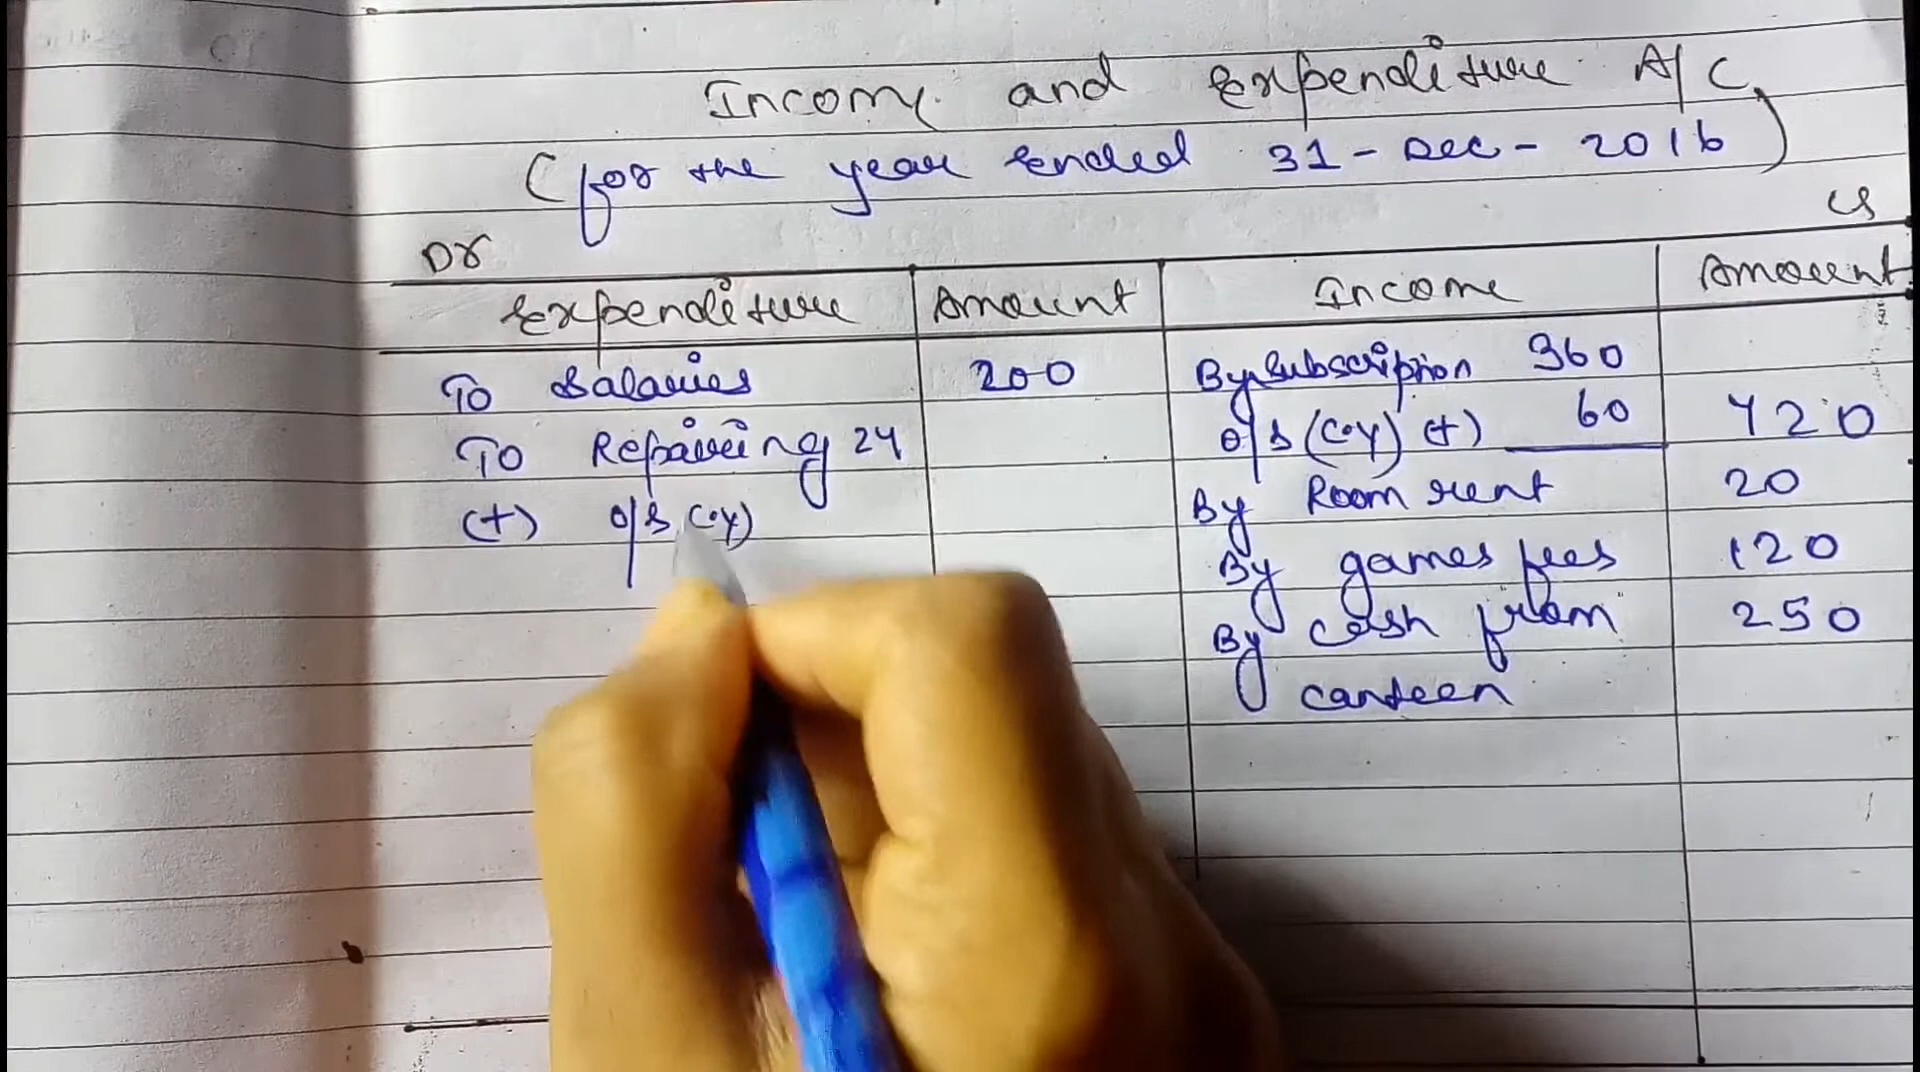 Income and Expenditure A/C
(for the year ended 31-Dec-2016)
Dr Cr
Expenditure Amount Income Amount
To Salaries 200 By Subscription 360
o/s (C.Y) (+) 60 420
To Repairing 24
(+) o/s (C.Y)
By Room rent 20
By games fees 120
By cash from 250
canteen